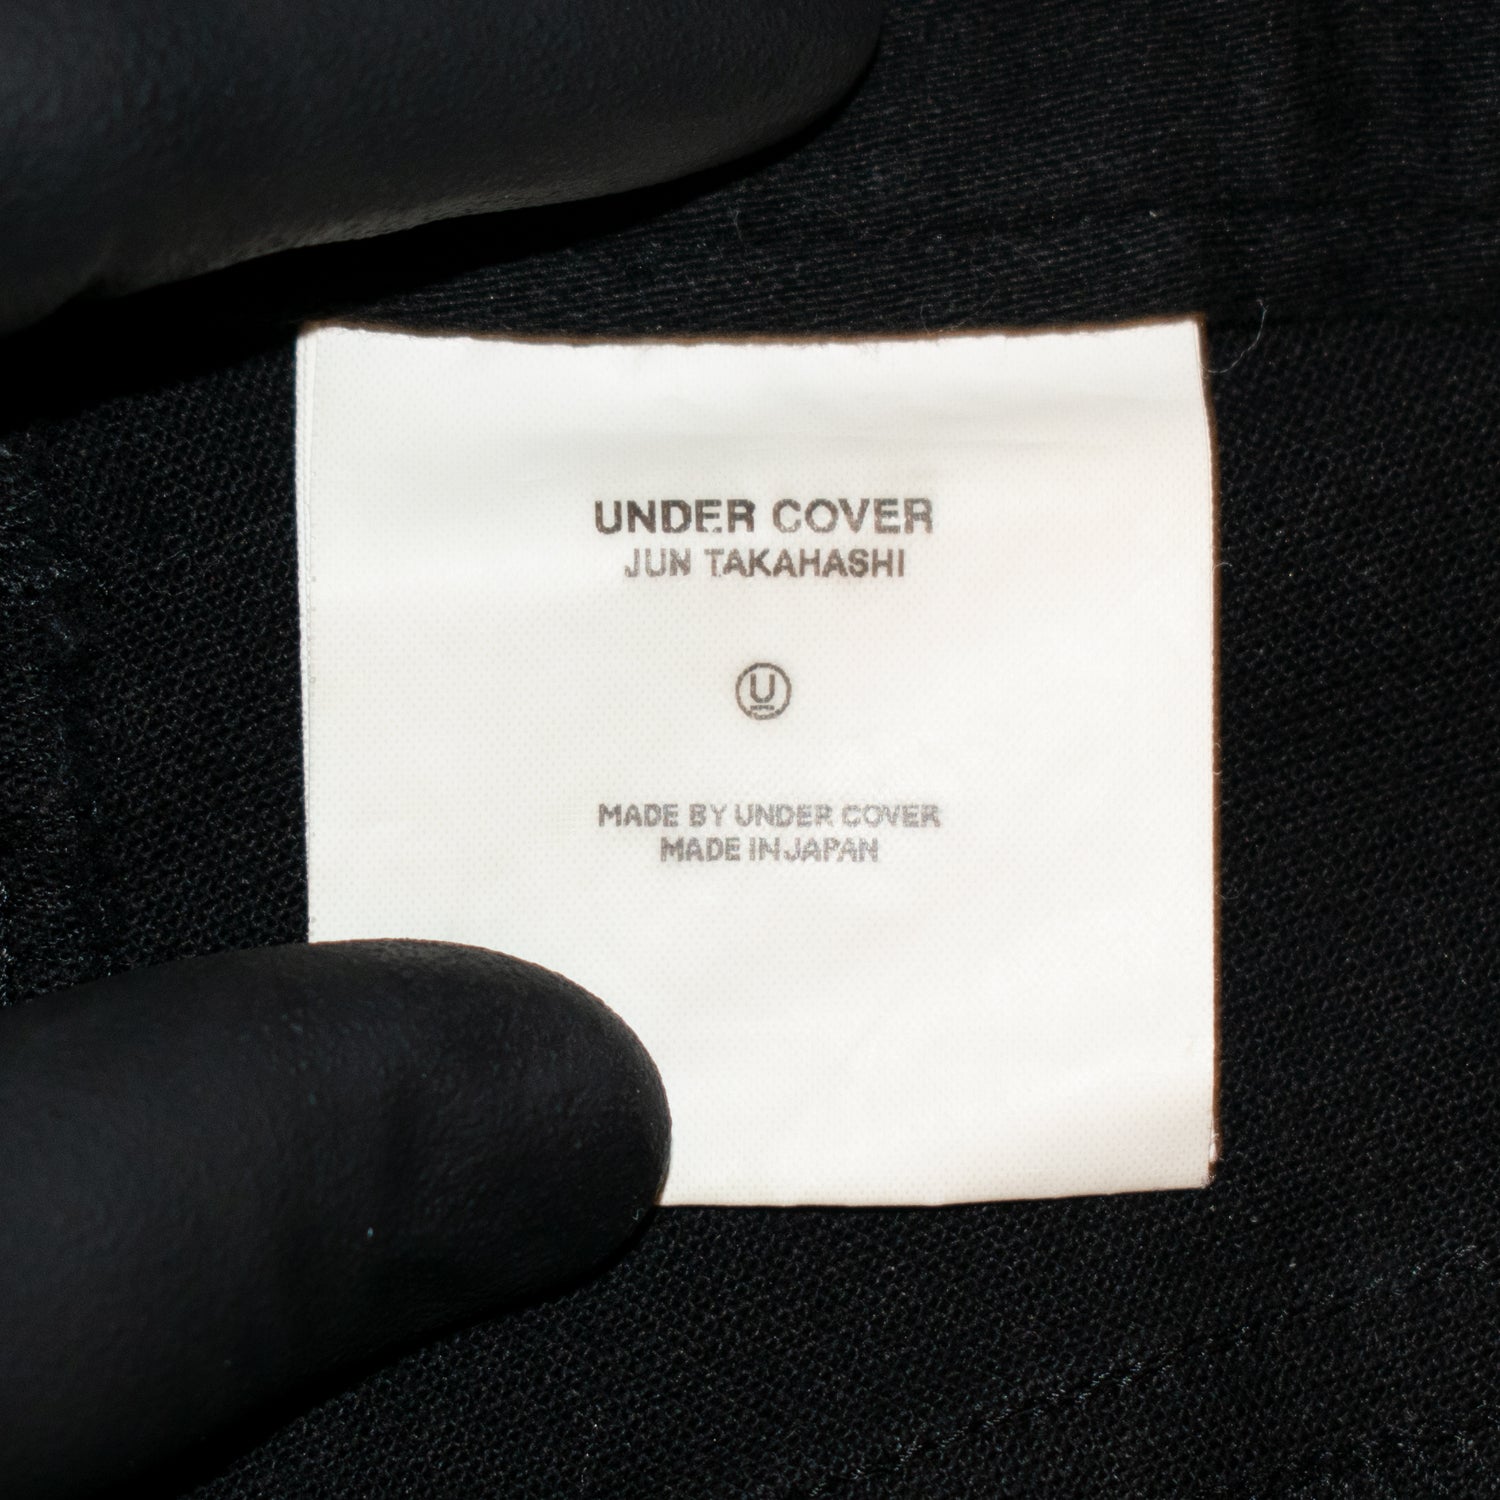 UNDER COVER
JUN TAKAHASHI
U
MADE BY UNDER COVER
MADE IN JAPAN